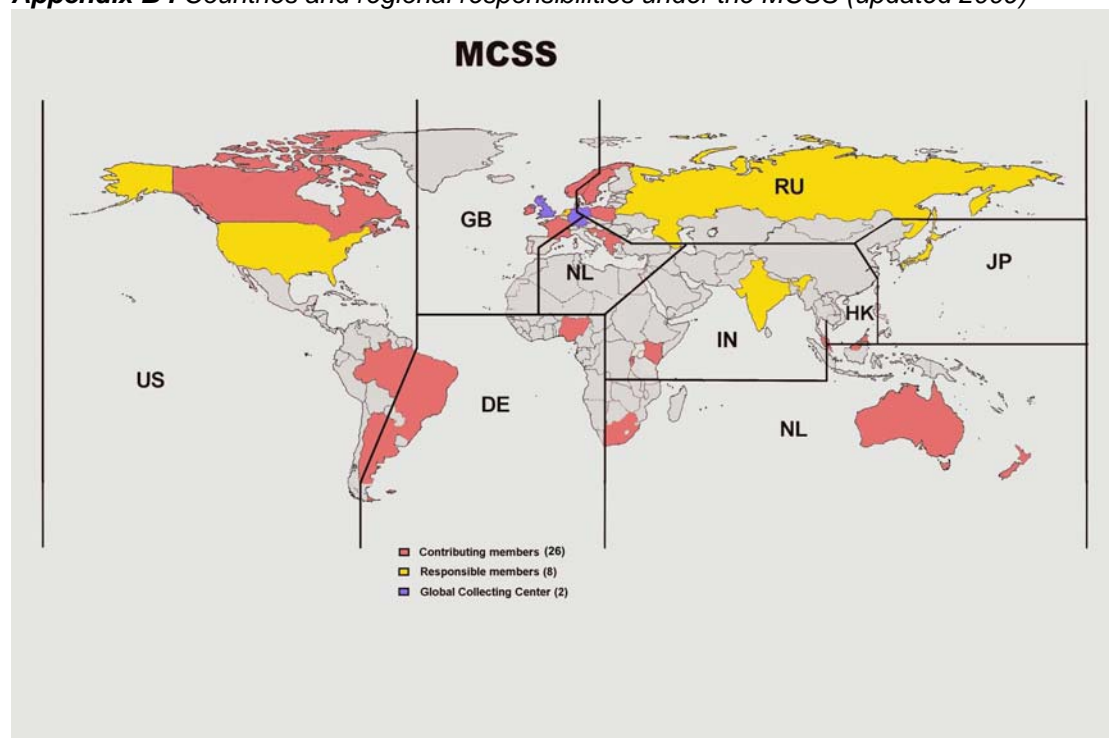 Appendix Countries and regional responsibilities under the MCSS (updated
MCSS
RU
GB
JP
NL
HK
IN
US
DE
NL
Contributing members (26)
Responsible members (8)
Global Collecting Center (2)